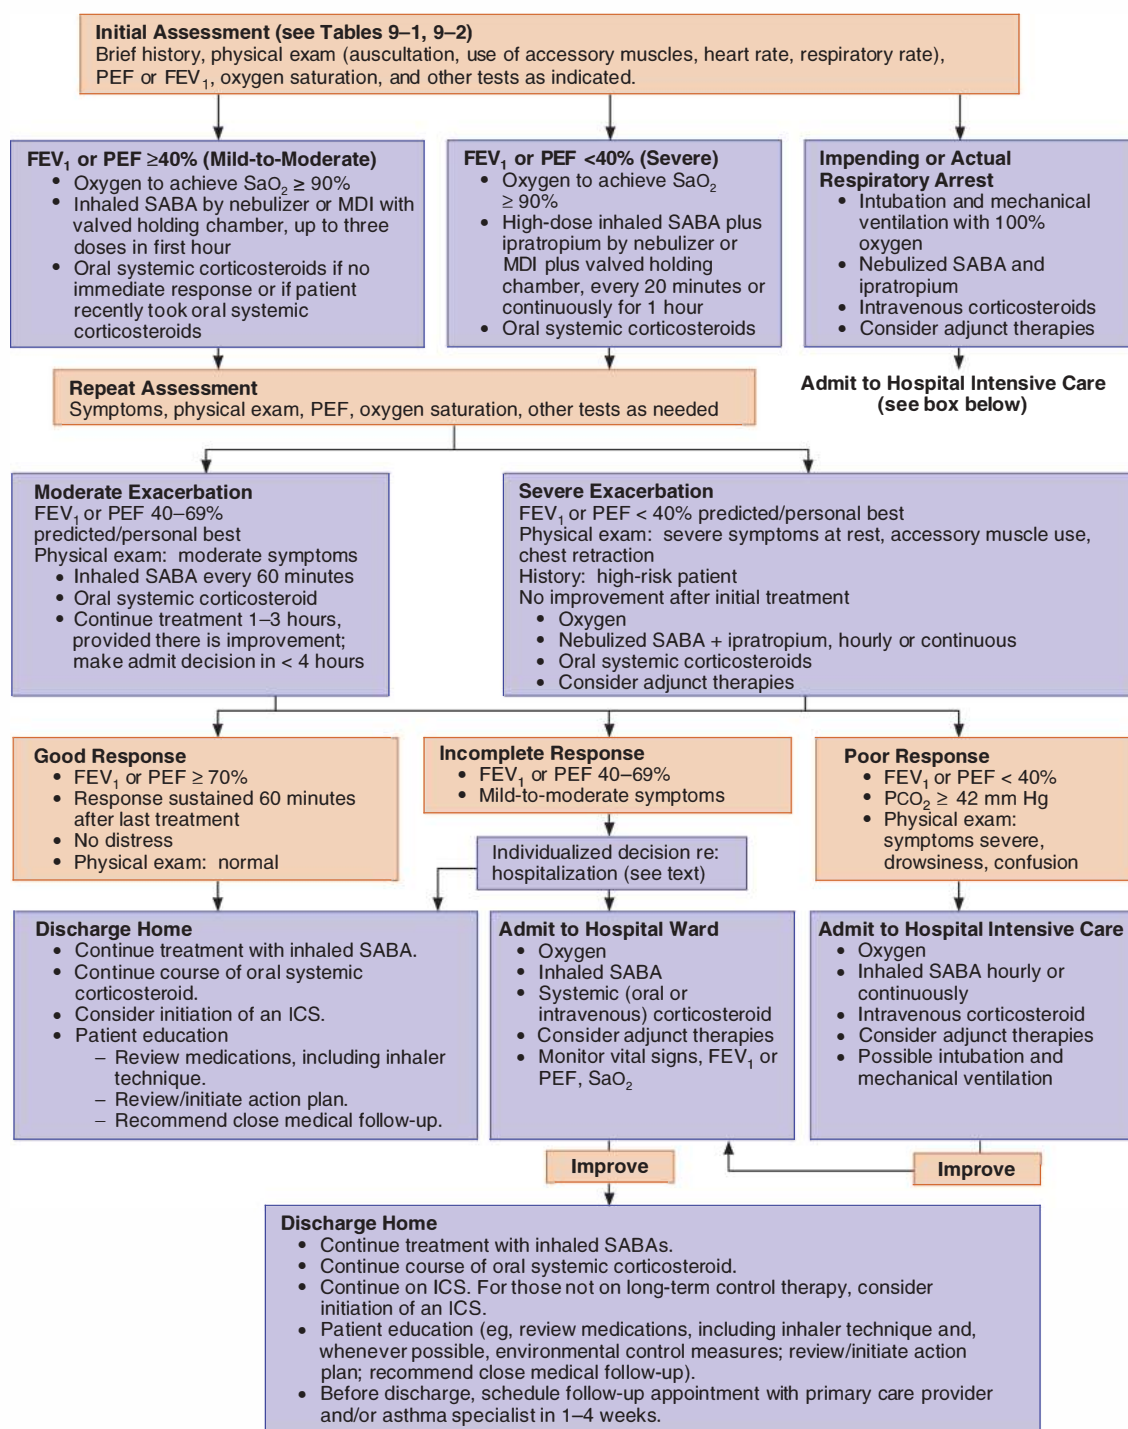 Initial Assessment (see Tables 9–1, 9–2)
Brief history, physical exam (auscultation, use of accessory muscles, heart rate, respiratory rate),
PEF or FEV₁, oxygen saturation, and other tests as indicated.
FEV₁ or PEF ≥40% (Mild-to-Moderate)
• Oxygen to achieve SaO₂ ≥ 90%
• Inhaled SABA by nebulizer or MDI with
valved holding chamber, up to three
doses in first hour
• Oral systemic corticosteroids if no
immediate response or if patient
recently took oral systemic
corticosteroids
FEV₁ or PEF <40% (Severe)
• Oxygen to achieve SaO₂
≥ 90%
• High-dose inhaled SABA plus
ipratropium by nebulizer or
MDI plus valved holding
chamber, every 20 minutes or
continuously for 1 hour
• Oral systemic corticosteroids
Impending or Actual
Respiratory Arrest
• Intubation and mechanical
ventilation with 100%
oxygen
• Nebulized SABA and
ipratropium
• Intravenous corticosteroids
• Consider adjunct therapies
Admit to Hospital Intensive Care
(see box below)
Repeat Assessment
Symptoms, physical exam, PEF, oxygen saturation, other tests as needed
Moderate Exacerbation
FEV₁ or PEF 40–69%
predicted/personal best
Physical exam: moderate symptoms
• Inhaled SABA every 60 minutes
• Oral systemic corticosteroid
• Continue treatment 1–3 hours,
provided there is improvement;
make admit decision in < 4 hours
Severe Exacerbation
FEV₁ or PEF < 40% predicted/personal best
Physical exam: severe symptoms at rest, accessory muscle use,
chest retraction
History: high-risk patient
No improvement after initial treatment
• Oxygen
• Nebulized SABA + ipratropium, hourly or continuous
• Oral systemic corticosteroids
• Consider adjunct therapies
Good Response
• FEV₁ or PEF ≥ 70%
• Response sustained 60 minutes
after last treatment
• No distress
• Physical exam: normal
Incomplete Response
• FEV₁ or PEF 40–69%
• Mild-to-moderate symptoms
Poor Response
• FEV₁ or PEF < 40%
• PCO₂ ≥ 42 mm Hg
• Physical exam:
symptoms severe,
drowsiness, confusion
Individualized decision re:
hospitalization (see text)
Discharge Home
• Continue treatment with inhaled SABA.
• Continue course of oral systemic
corticosteroid.
• Consider initiation of an ICS.
• Patient education
– Review medications, including inhaler
technique.
– Review/initiate action plan.
– Recommend close medical follow-up.
Admit to Hospital Ward
• Oxygen
• Inhaled SABA
• Systemic (oral or
intravenous) corticosteroid
• Consider adjunct therapies
• Monitor vital signs, FEV₁ or
PEF, SaO₂
Admit to Hospital Intensive Care
• Oxygen
• Inhaled SABA hourly or
continuously
• Intravenous corticosteroid
• Consider adjunct therapies
• Possible intubation and
mechanical ventilation
Improve
Improve
Discharge Home
• Continue treatment with inhaled SABAs.
• Continue course of oral systemic corticosteroid.
• Continue on ICS. For those not on long-term control therapy, consider
initiation of an ICS.
• Patient education (eg, review medications, including inhaler technique and,
whenever possible, environmental control measures; review/initiate action
plan; recommend close medical follow-up).
• Before discharge, schedule follow-up appointment with primary care provider
and/or asthma specialist in 1–4 weeks.